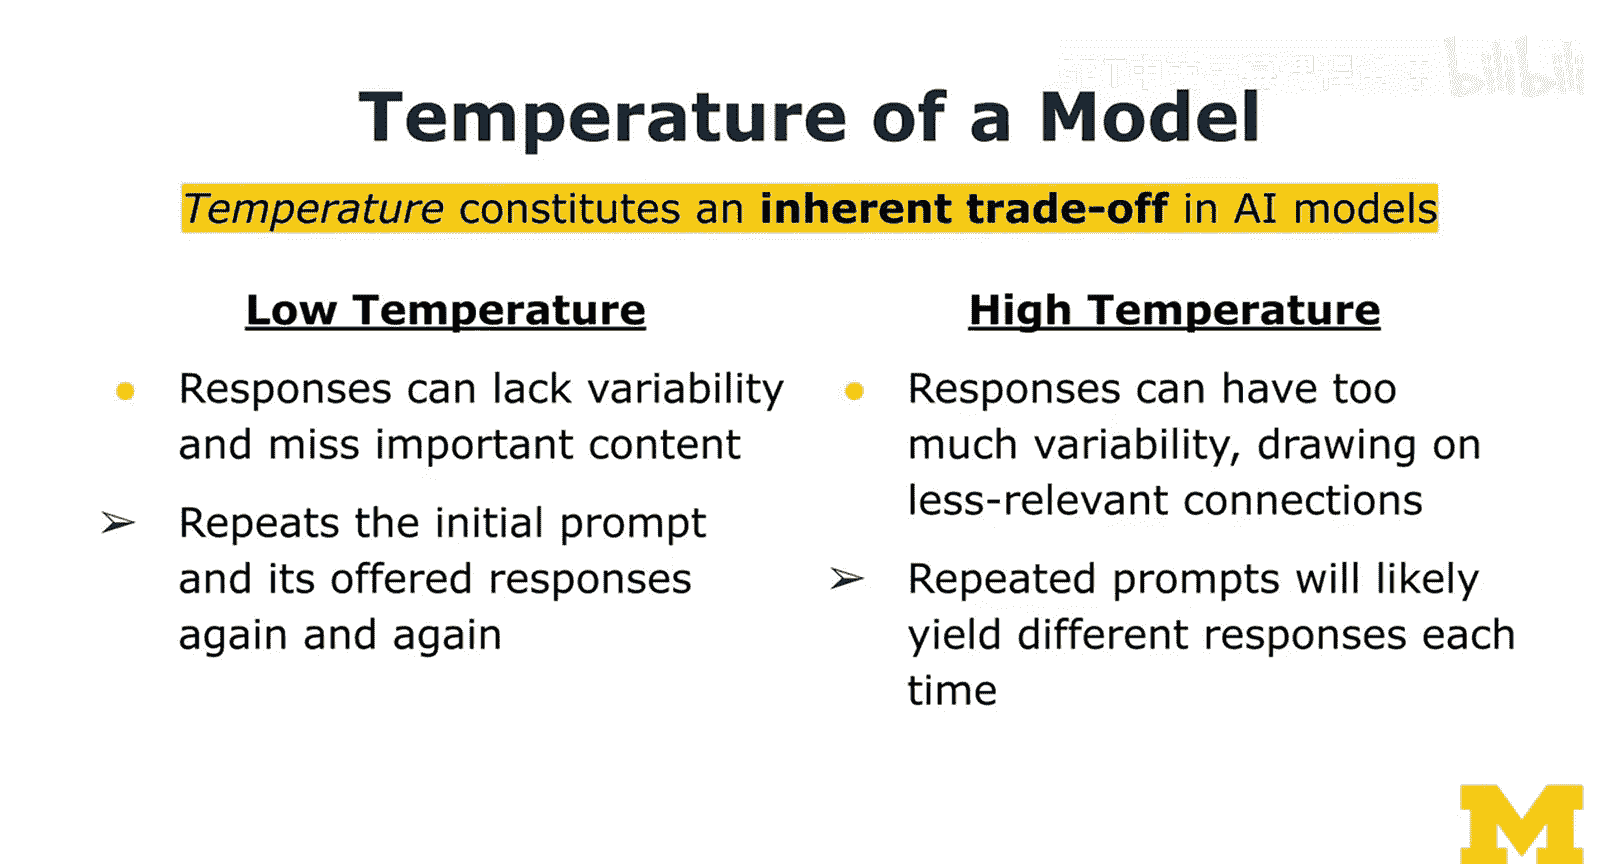 bilibili
Temperature of a Model
Temperature constitutes an inherent trade-off in AI models
Low Temperature
● Responses can lack variability
and miss important content
➢ Repeats the initial prompt
and its offered responses
again and again
High Temperature
● Responses can have too
much variability, drawing on
less-relevant connections
➢ Repeated prompts will likely
yield different responses each
time
M